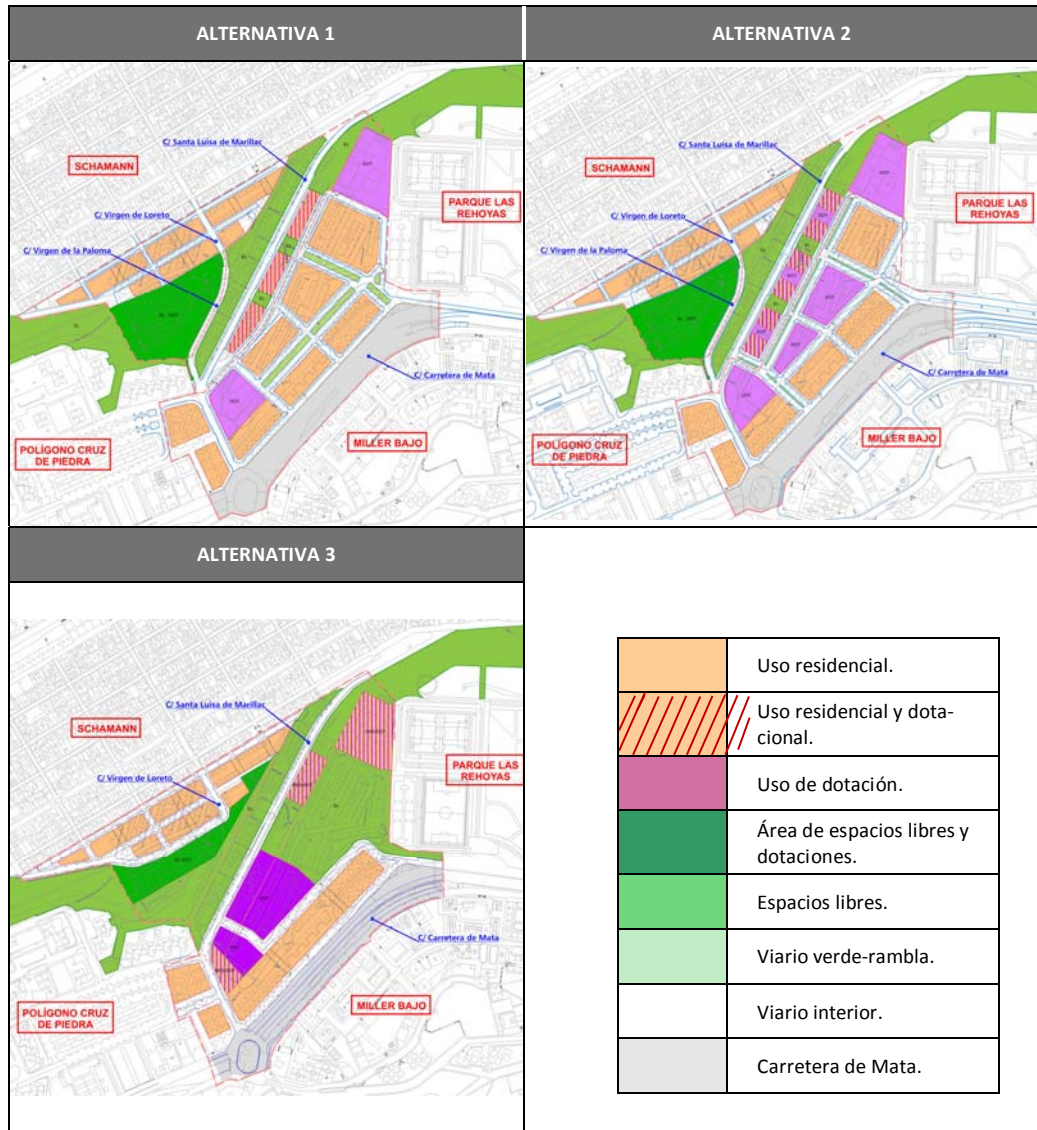 ALTERNATIVA 1
ALTERNATIVA 2
C/ Santa Luisa de Marillac
SCHAMANN
PARQUE LAS
REHOYAS
C/ Virgen de Loreto
C/ Virgen de la Paloma
C/ Carretera de Mata
POLÍGONO CRUZ
DE PIEDRA
MILLER BAJO
C/ Santa Luisa de Marillac
SCHAMANN
PARQUE LAS
REHOYAS
C/ Virgen de Loreto
C/ Virgen de la Paloma
C/ Carretera de Mata
MILLER BAJO
POLÍGONO CRUZ
DE PIEDRA
ALTERNATIVA 3
C/ Santa Luisa de Marillac
SCHAMANN
C/ Virgen de Loreto
PARQUE LAS
REHOYAS
C/ Carretera de Mata
MILLER BAJO
POLÍGONO CRUZ
DE PIEDRA
Uso residencial.
Uso residencial y dota-
cional.
Uso de dotación.
Área de espacios libres y
dotaciones.
Espacios libres.
Viario verde-rambla.
Viario interior.
Carretera de Mata.